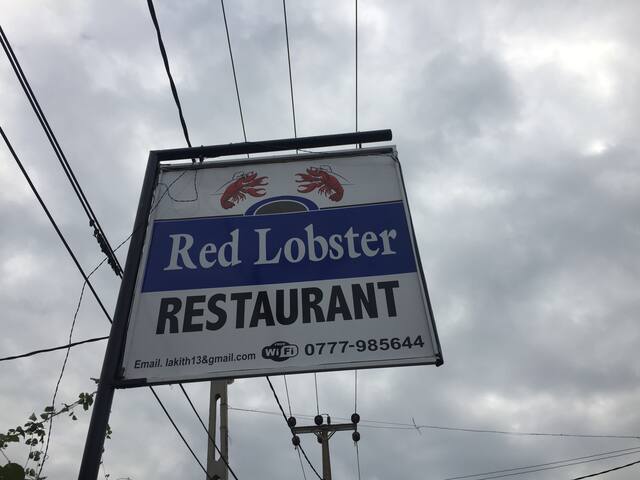 Red Lobster
RESTAURANT
Email. lakith13&gmail.com WiFi 0777-985644